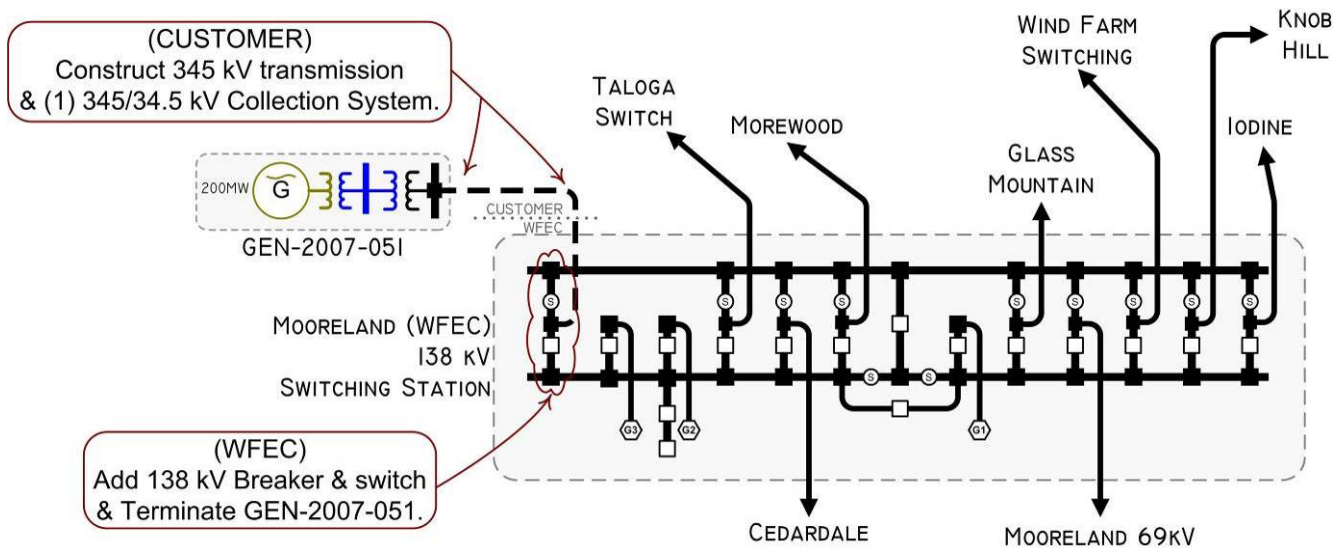 (CUSTOMER)
Construct 345 kV transmission
& (1) 345/34.5 kV Collection System.
TALOGA
SWITCH
MOREWOOD
WIND FARM
SWITCHING
KNOB
HILL
GLASS
MOUNTAIN
IODINE
200MW
G
CUSTOMER
WFEC
GEN-2007-051
S
S
S
S
S
S
S
S
S
S
MOORELAND (WFEC)
138 KV
SWITCHING STATION
S
S
G3
G2
G1
(WFEC)
Add 138 kV Breaker & switch
& Terminate GEN-2007-051.
CEDARDALE
MOORELAND 69KV